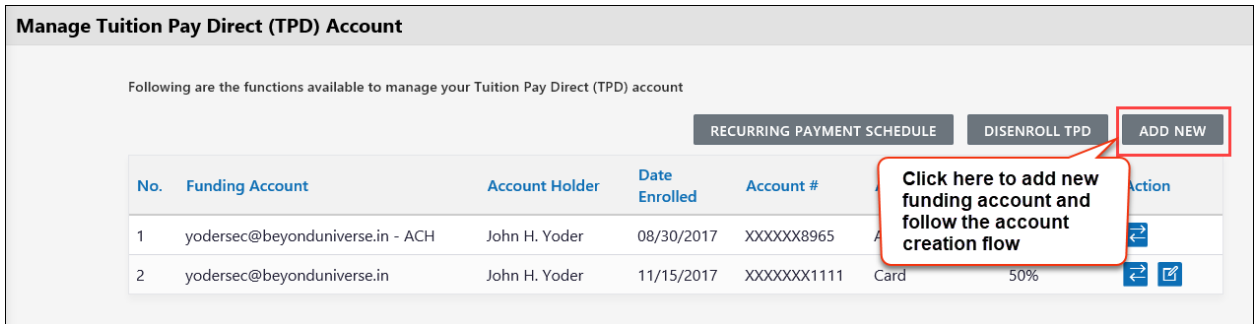 Manage Tuition Pay Direct (TPD) Account
Following are the functions available to manage your Tuition Pay Direct (TPD) account
RECURRING PAYMENT SCHEDULE DISENROLL TPD ADD NEW
No. Funding Account Account Holder Date Enrolled Account # Action
Click here to add new
funding account and
follow the account
creation flow
1 yodersec@beyonduniverse.in - ACH John H. Yoder 08/30/2017 XXXXXX8965
2 yodersec@beyonduniverse.in John H. Yoder 11/15/2017 XXXXXXX1111 Card 50%